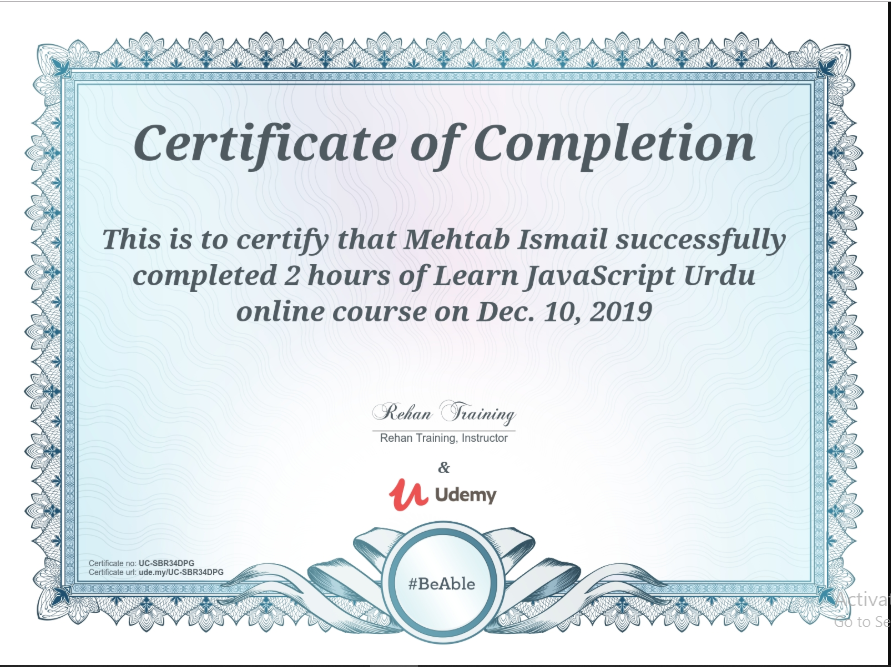 Certificate of Completion
This is to certify that Mehtab Ismail successfully
completed 2 hours of Learn JavaScript Urdu
online course on Dec. 10, 2019
Rehan Training
Rehan Training, Instructor
&
Udemy
Certificate no: UC-SBR34DPG
Certificate url: ude.my/UC-SBR34DPG
#BeAble
Activat
Go to Se